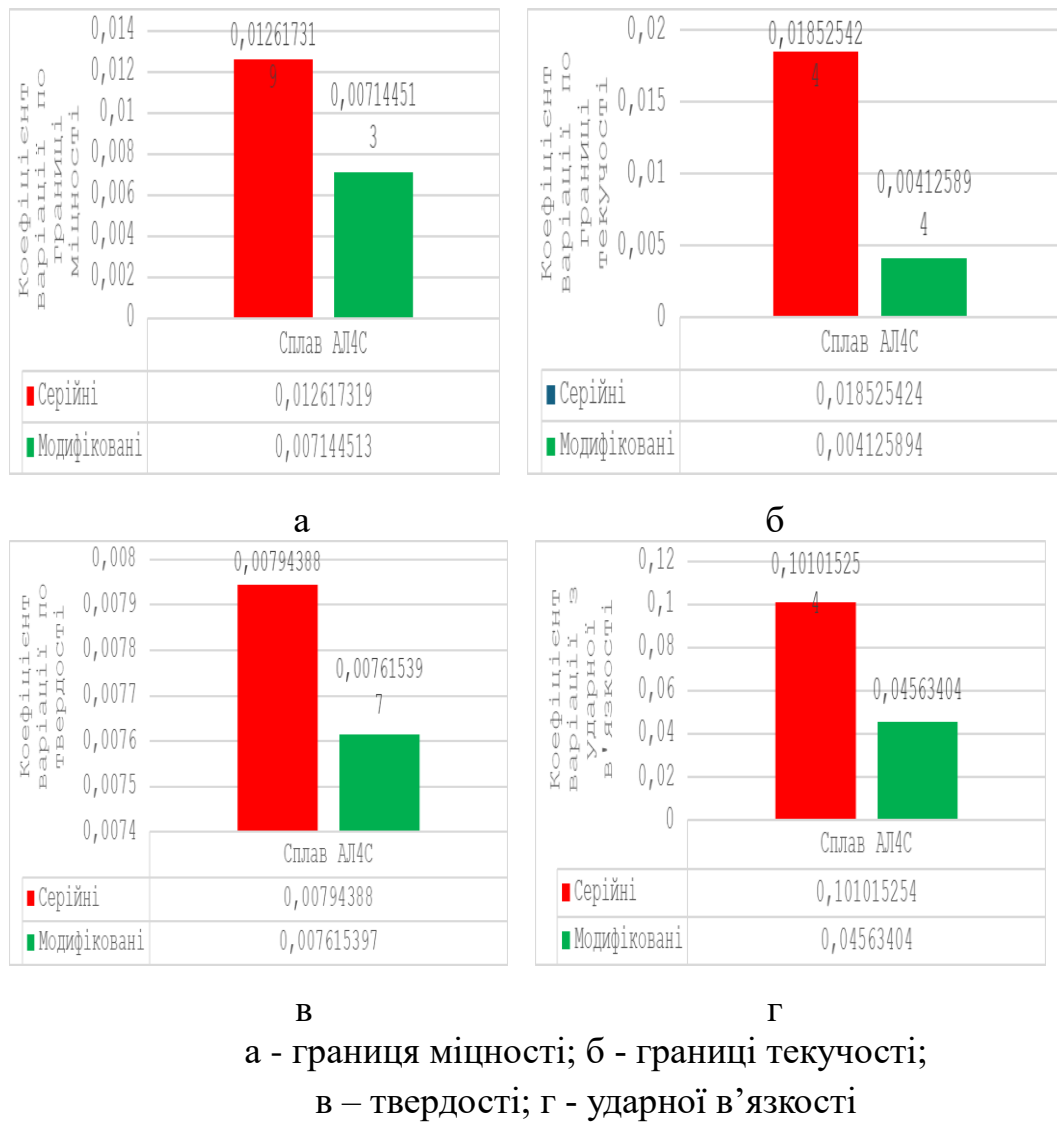 Коефіцієнт
варіації по
границі
міцності
0,014
0,012
0,01
0,008
0,006
0,004
0,002
0
0,01261731
9
0,00714451
3
Сплав АЛ4С
Серійні 0,012617319
Модифіковані 0,007144513
Коефіцієнт
варіації по
границі
текучості
0,02
0,015
0,01
0,005
0
0,01852542
4
0,00412589
4
Сплав АЛ4С
Серійні 0,018525424
Модифіковані 0,004125894
а
б
Коефіцієнт
варіації по
твердості
0,008
0,0079
0,0078
0,0077
0,0076
0,0075
0,0074
0,00794388
0,00761539
7
Сплав АЛ4С
Серійні 0,00794388
Модифіковані 0,007615397
Коефіцієнт
варіації з
ударної
в'язкості
0,12
0,1
0,08
0,06
0,04
0,02
0
0,10101525
4
0,04563404
Сплав АЛ4С
Серійні 0,101015254
Модифіковані 0,04563404
в
г
а - границя міцності; б - границі текучості;
в – твердості; г - ударної в’язкості